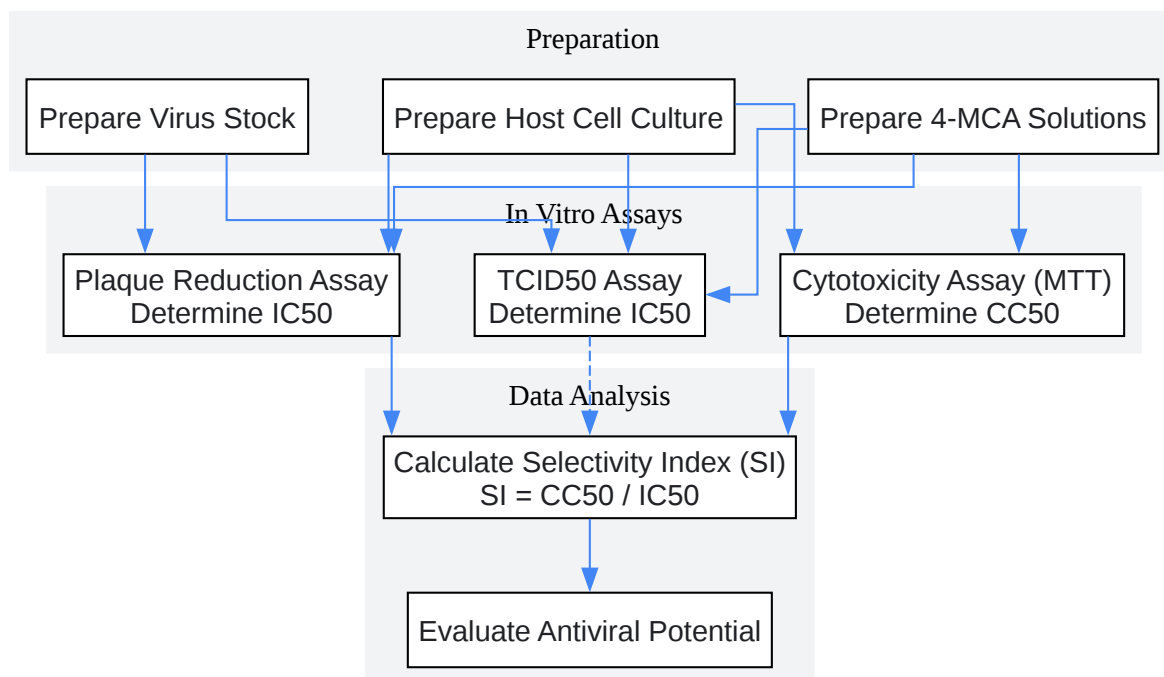 Preparation
Prepare Virus Stock
Prepare Host Cell Culture
Prepare 4-MCA Solutions
In Vitro Assays
Plaque Reduction Assay
Determine IC50
TCID50 Assay
Determine IC50
Cytotoxicity Assay (MTT)
Determine CC50
Data Analysis
Calculate Selectivity Index (SI)
SI = CC50 / IC50
Evaluate Antiviral Potential